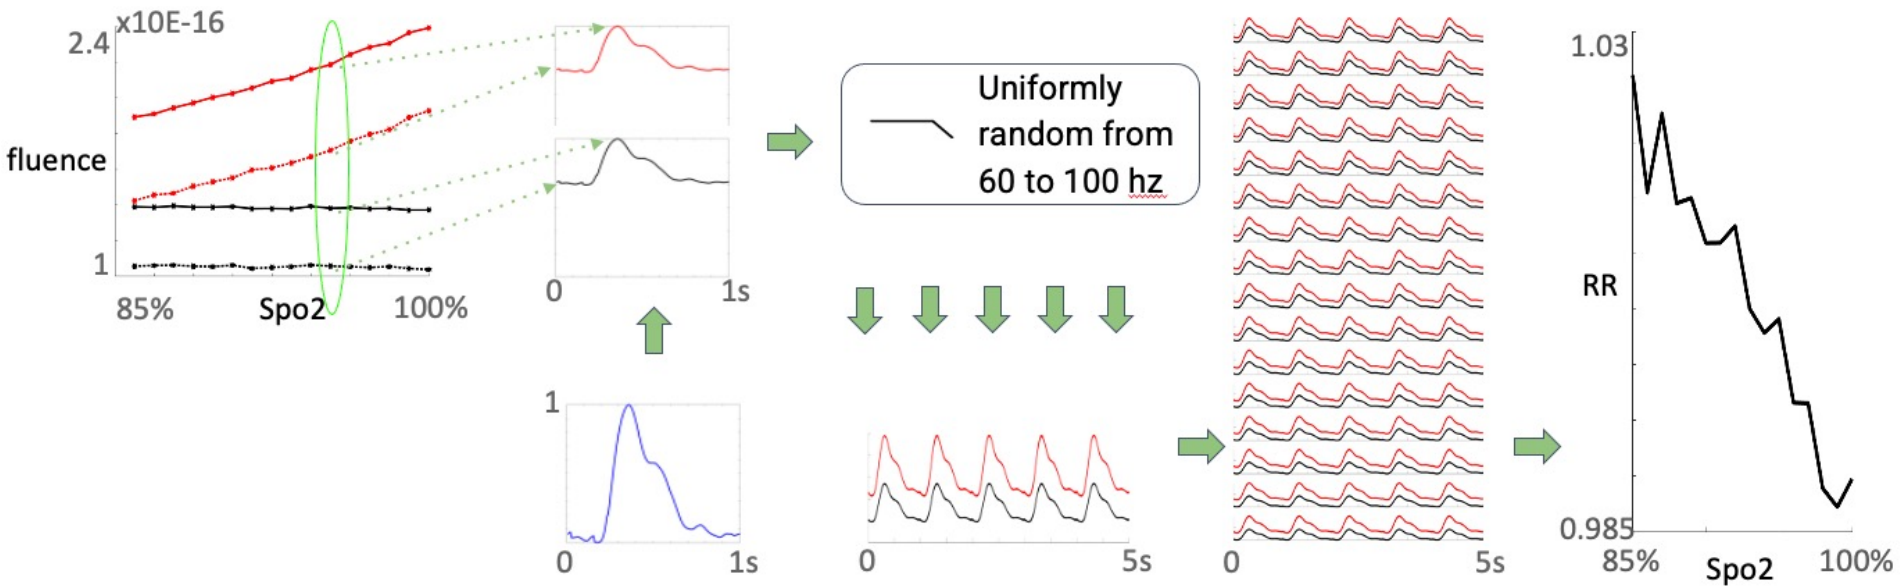 x10E-16
2.4
fluence
1
85%
Spo2
100%
0
1s
1
0
1s
Uniformly
random from
60 to 100 hz
0
5s
0
5s
1.03
RR
0.985
85%
Spo2
100%